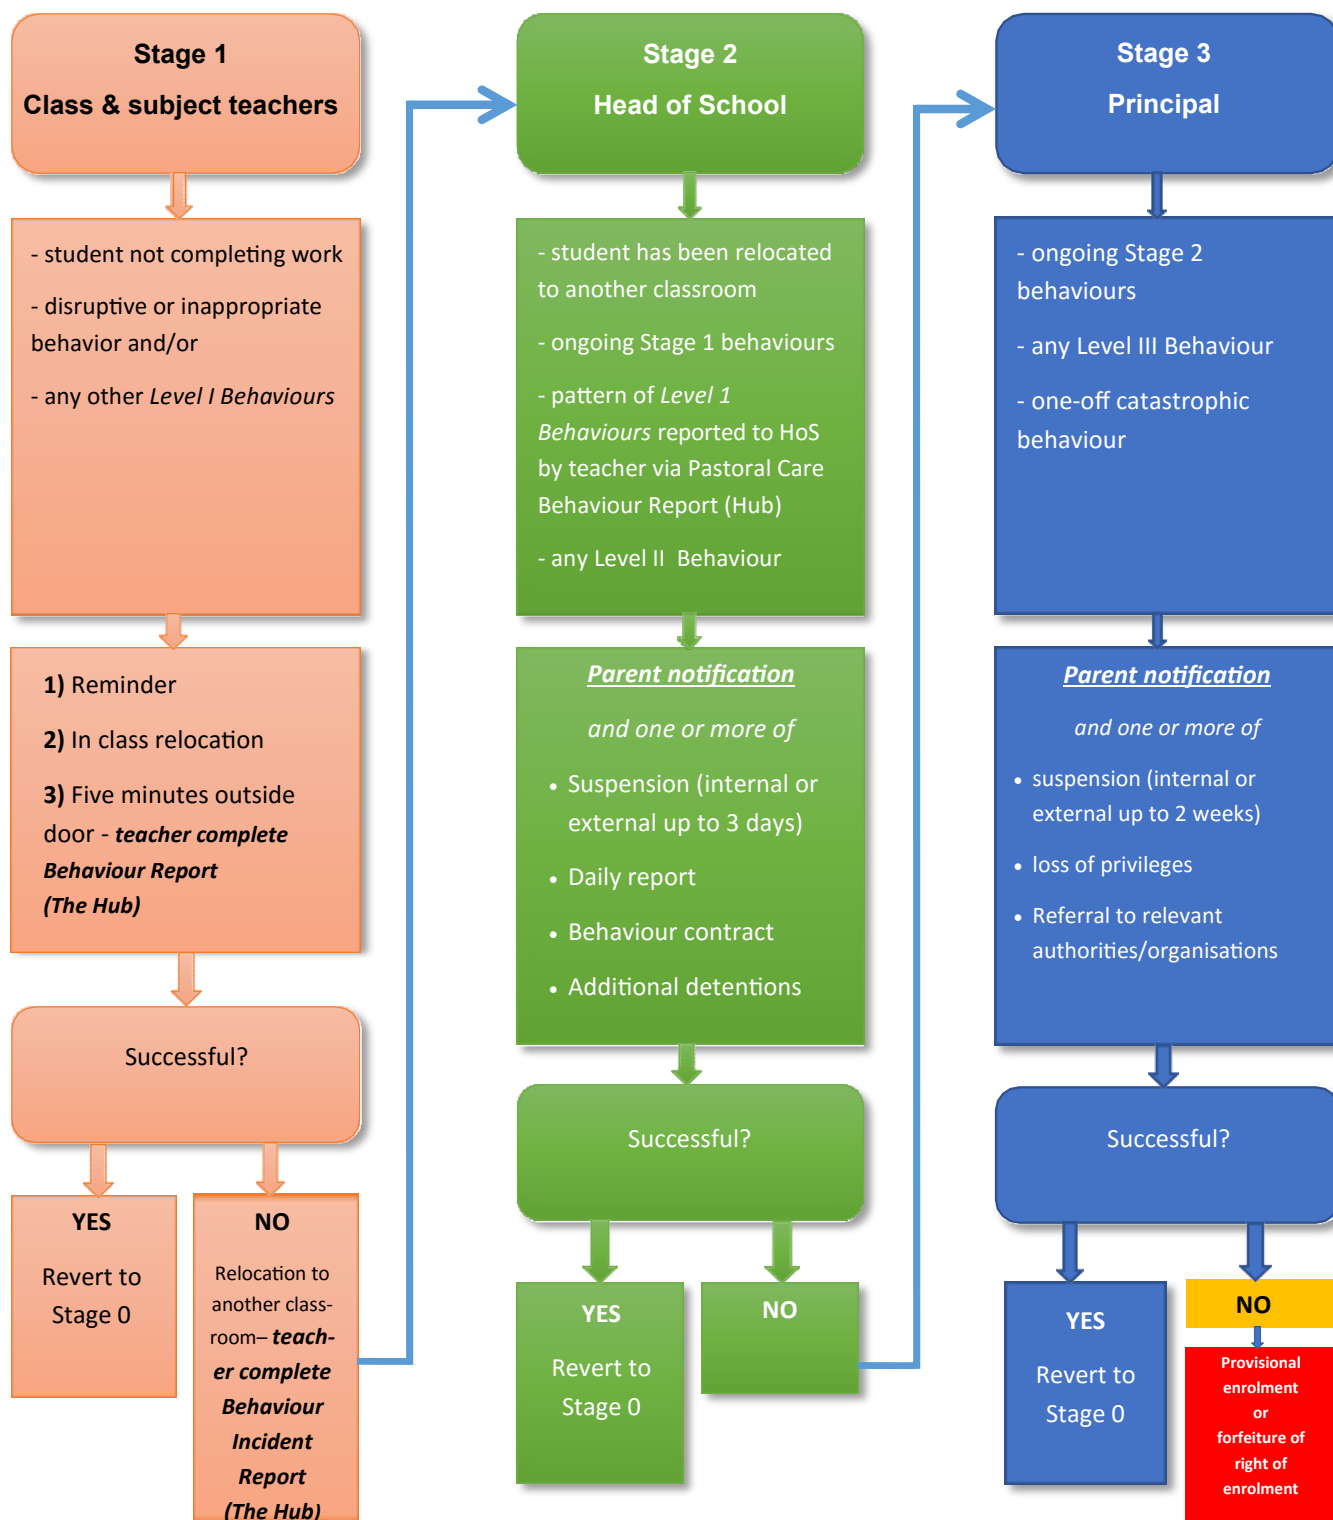 Stage 1
Class & subject teachers
- student not completing work
- disruptive or inappropriate
behavior and/or
- any other Level I Behaviours
1) Reminder
2) In class relocation
3) Five minutes outside
door - teacher complete
Behaviour Report
(The Hub)
Successful?
YES
Revert to
Stage 0
NO
Relocation to
another class-
room– teach-
er complete
Behaviour
Incident
Report
(The Hub)
Stage 2
Head of School
- student has been relocated
to another classroom
- ongoing Stage 1 behaviours
- pattern of Level 1
Behaviours reported to HoS
by teacher via Pastoral Care
Behaviour Report (Hub)
- any Level II  Behaviour
Parent notification
and one or more of
• Suspension (internal or
external up to 3 days)
• Daily report
• Behaviour contract
• Additional detentions
Successful?
YES
Revert to
Stage 0
NO
Stage 3
Principal
- ongoing Stage 2
behaviours
- any Level III Behaviour
- one-off catastrophic
behaviour
Parent notification
and one or more of
• suspension (internal or
external up to 2 weeks)
• loss of privileges
• Referral to relevant
authorities/organisations
Successful?
YES
Revert to
Stage 0
NO
Provisional
enrolment
or
forfeiture of
right of
enrolment